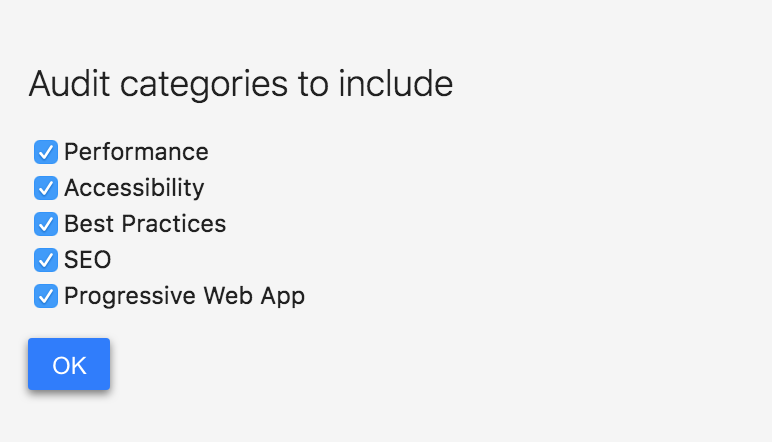 Audit categories to include
Performance
Accessibility
Best Practices
SEO
Progressive Web App
OK